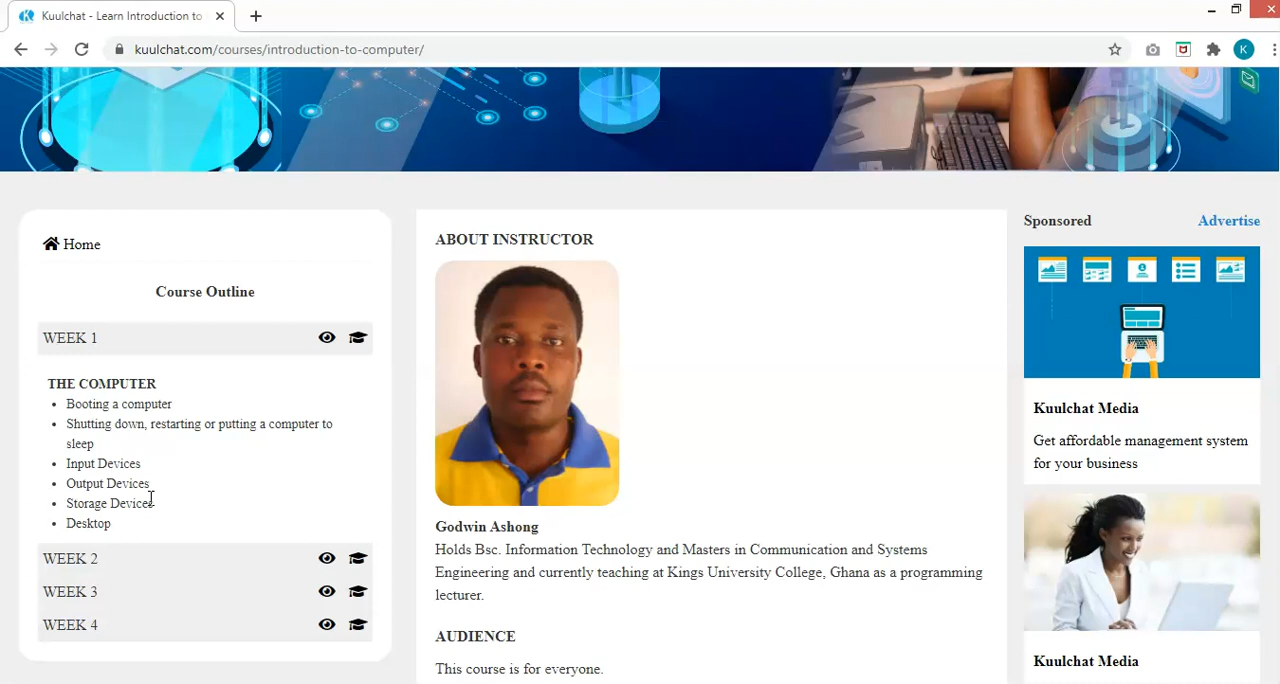 Kuulchat - Learn Introduction to
kuulchat.com/courses/introduction-to-computer/
K
Home
Course Outline
WEEK 1
THE COMPUTER
• Booting a computer
• Shutting down, restarting or putting a computer to
sleep
• Input Devices
• Output Devices
• Storage Devices
• Desktop
WEEK 2
WEEK 3
WEEK 4
ABOUT INSTRUCTOR
Godwin Ashong
Holds Bsc. Information Technology and Masters in Communication and Systems
Engineering and currently teaching at Kings University College, Ghana as a programming
lecturer.
AUDIENCE
This course is for everyone.
Sponsored
Advertise
Kuulchat Media
Get affordable management system
for your business
Kuulchat Media